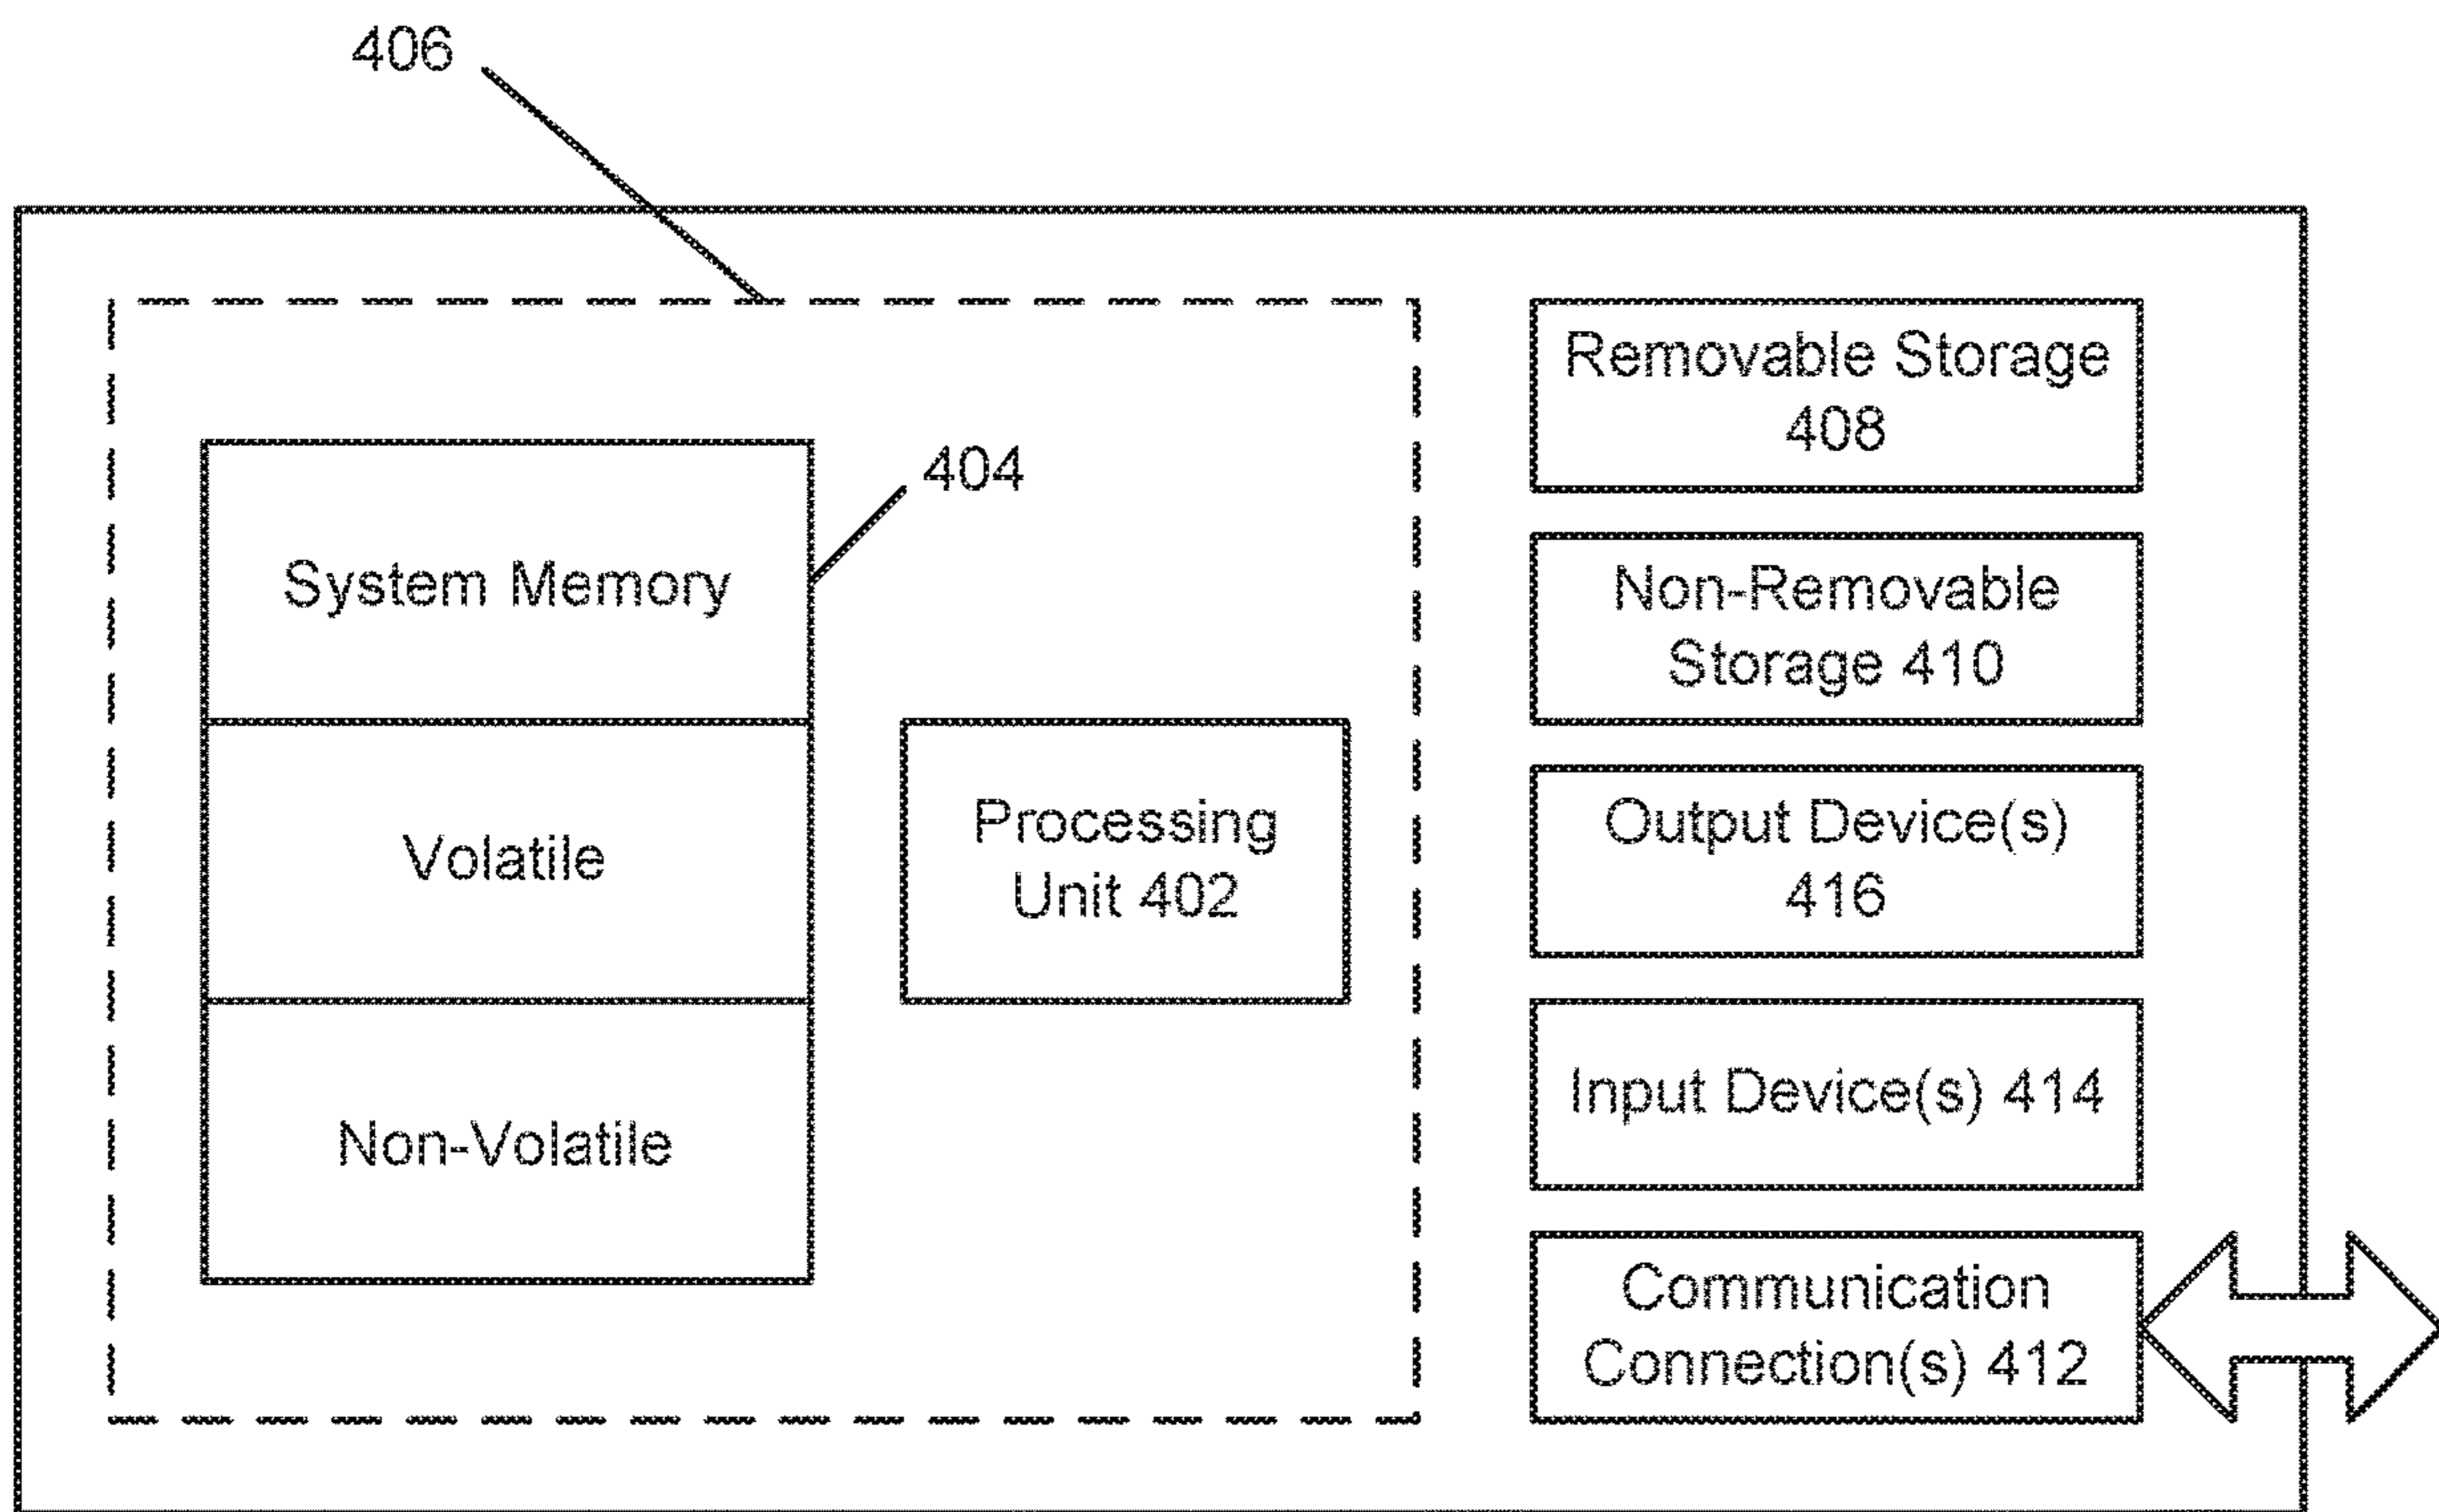 406
404
System Memory
Volatile
Non-Volatile
Processing
Unit 402
Removable Storage
408
Non-Removable
Storage 410
Output Device(s)
416
Input Device(s) 414
Communication
Connection(s) 412